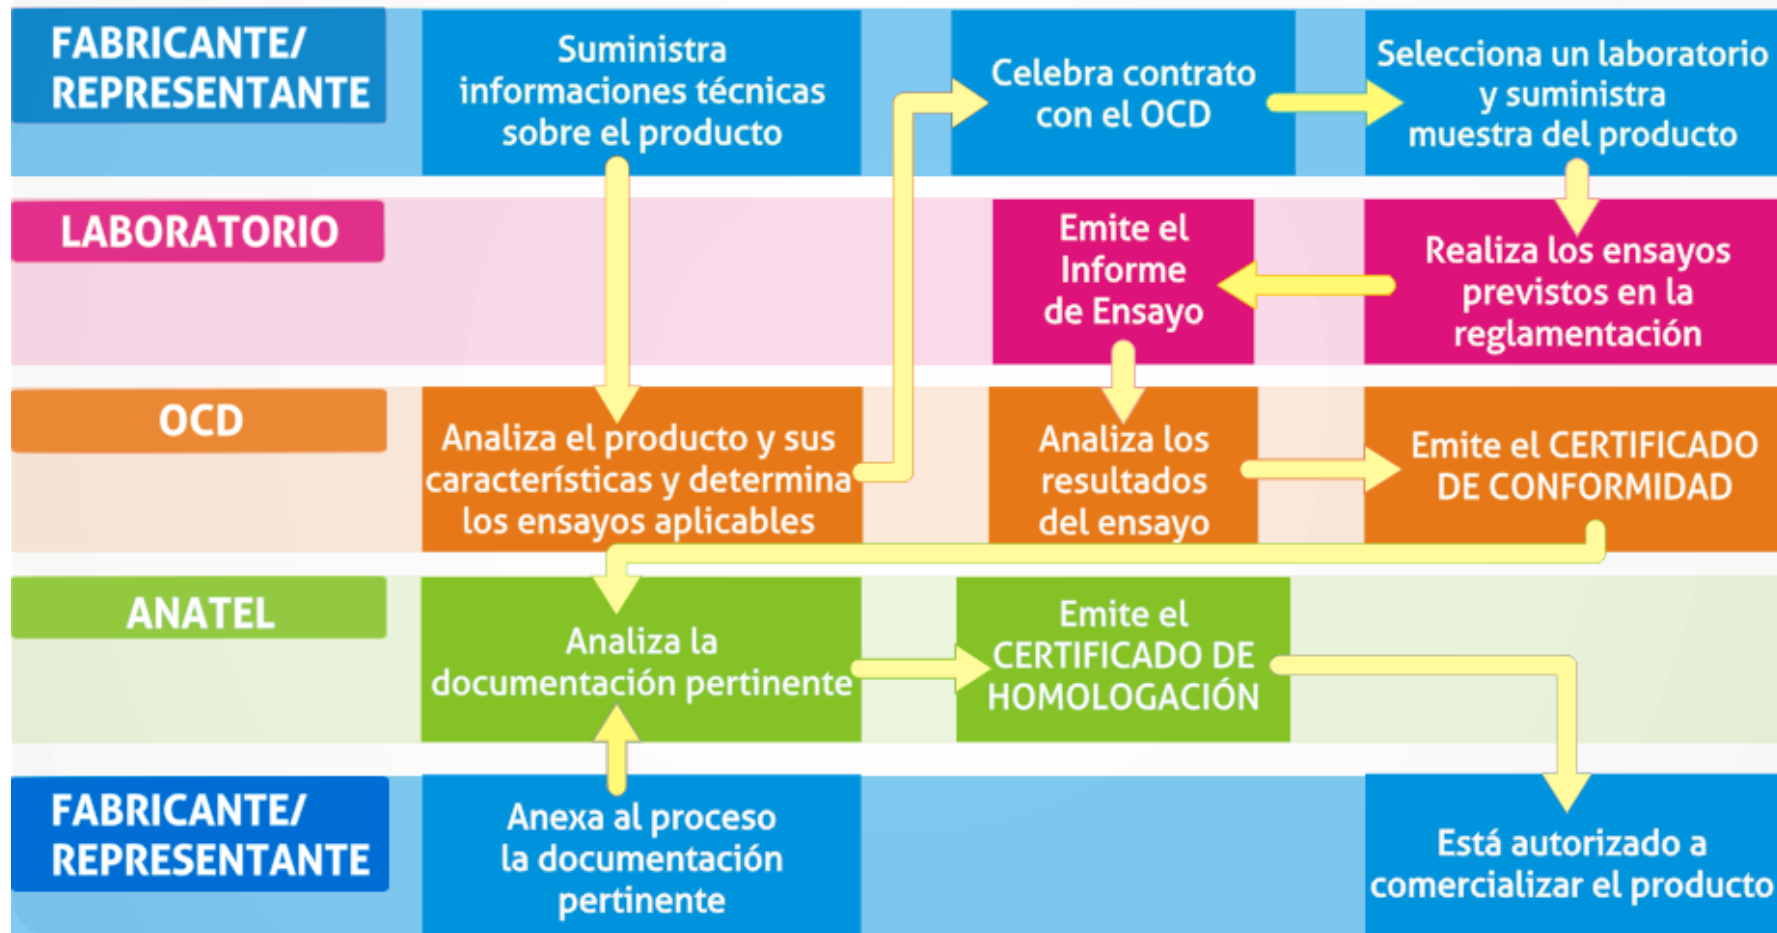 FABRICANTE/
REPRESENTANTE
Suministra
informaciones técnicas
sobre el producto
Celebra contrato
con el OCD
Selecciona un laboratorio
y suministra
muestra del producto
LABORATORIO
Emite el
Informe
de Ensayo
Realiza los ensayos
previstos en la
reglamentación
OCD
Analiza el producto y sus
características y determina
los ensayos aplicables
Analiza los
resultados
del ensayo
Emite el CERTIFICADO
DE CONFORMIDAD
ANATEL
Analiza la
documentación pertinente
Emite el
CERTIFICADO DE
HOMOLOGACIÓN
FABRICANTE/
REPRESENTANTE
Anexa al proceso
la documentación
pertinente
Está autorizado a
comercializar el producto